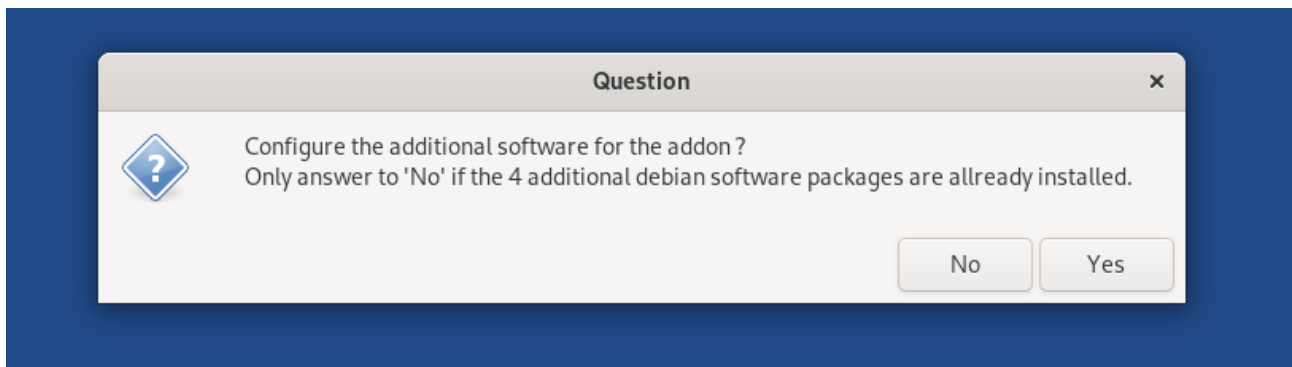 Question
Configure the additional software for the addon ?
Only answer to 'No' if the 4 additional debian software packages are allready installed.
No
Yes